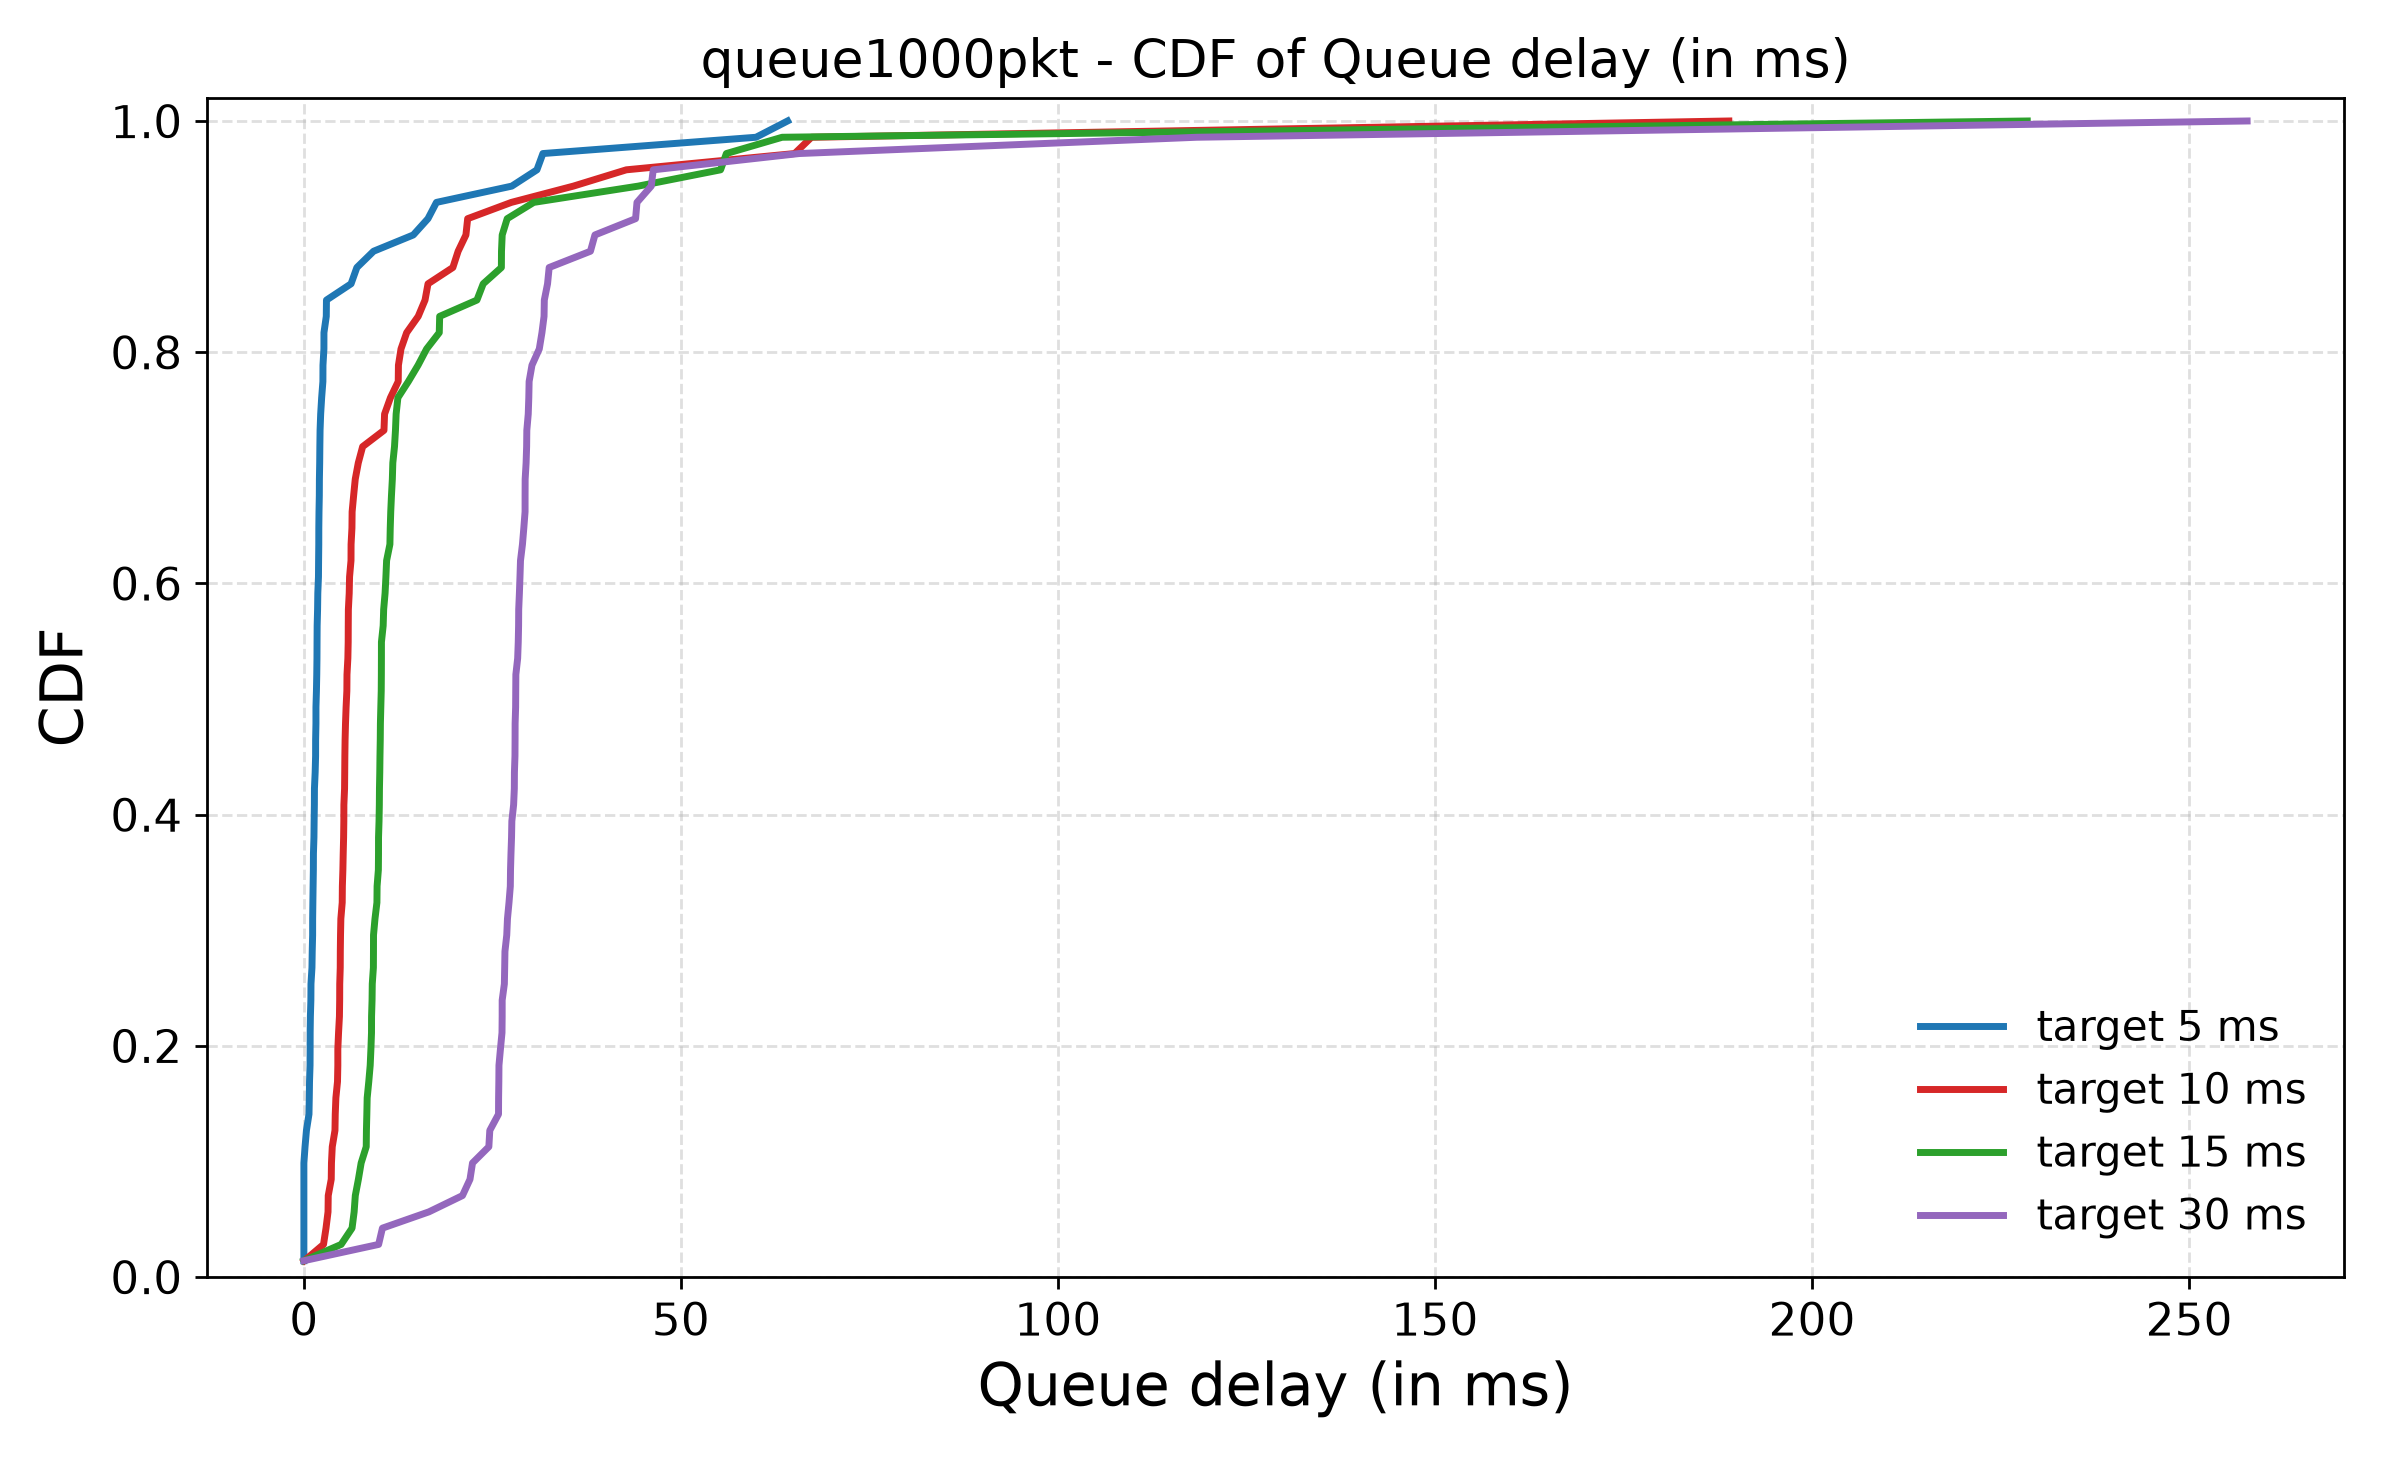 queue1000pkt - CDF of Queue delay (in ms)
1.0
0.8
0.6
0.4
0.2
0.0
CDF
target 5 ms
target 10 ms
target 15 ms
target 30 ms
0 50 100 150 200 250
Queue delay (in ms)